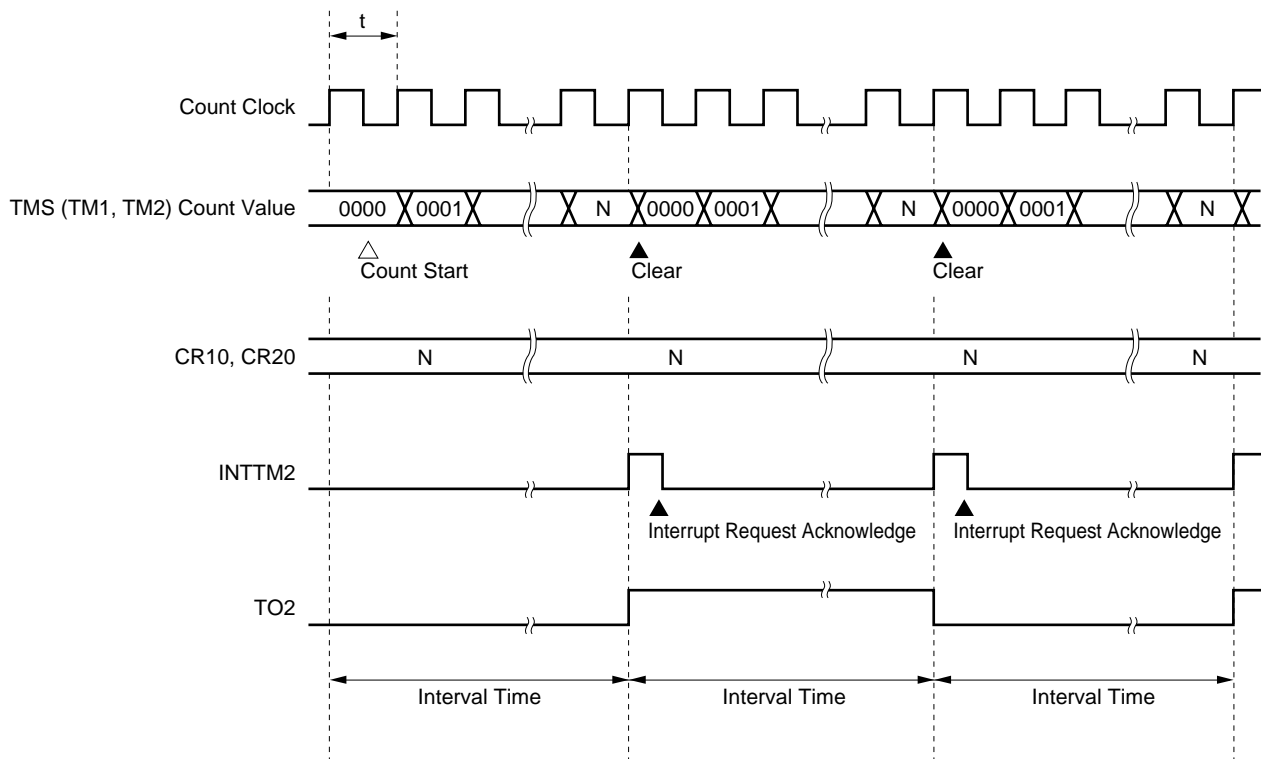 t
Count Clock
TMS (TM1, TM2) Count Value
0000 0001 N 0000 0001 N 0000 0001 N
Count Start Clear Clear
CR10, CR20 N N N N
INTTM2
Interrupt Request Acknowledge Interrupt Request Acknowledge
TO2
Interval Time Interval Time Interval Time